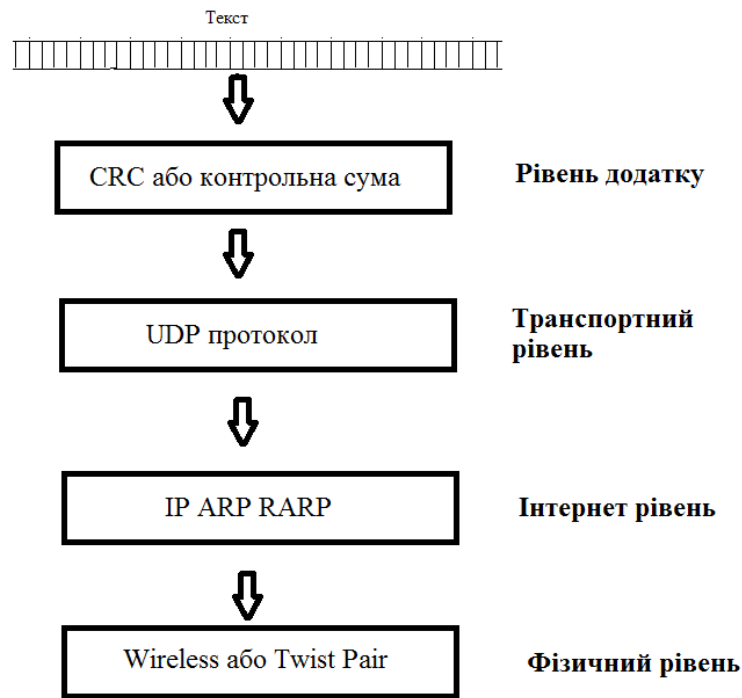 Текст
CRC або контрольна сума
Рівень додатку
UDP протокол
Транспортний
рівень
IP ARP RARP
Інтернет рівень
Wireless або Twist Pair
Фізичний рівень